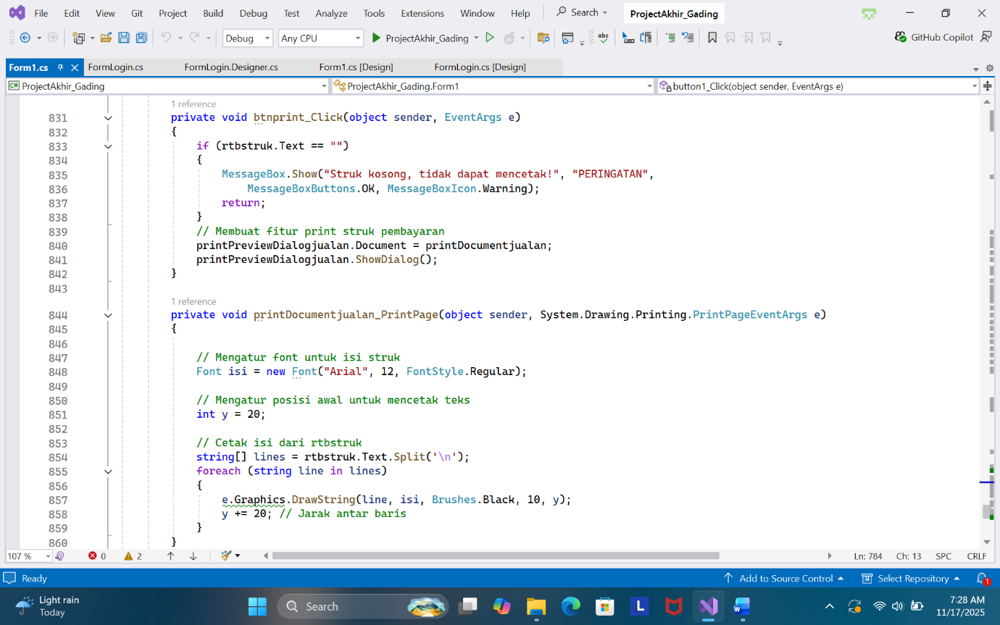 File Edit View Git Project Build Debug Test Analyze Tools Extensions Window Help Search ProjectAkhir_Gading
Debug Any CPU ProjectAkhir_Gading abc GitHub Copilot
Form1.cs FormLogin.cs FormLogin.Designer.cs Form1.cs [Design] FormLogin.cs [Design]
C# ProjectAkhir_Gading ProjectAkhir_Gading.Form1 button1_Click(object sender, EventArgs e)
1 reference
831 private void btnprint_Click(object sender, EventArgs e)
832 {
833 if (rtbstruk.Text == "")
834 {
835 MessageBox.Show("Struk kosong, tidak dapat mencetak!", "PERINGATAN",
836 MessageBoxButtons.OK, MessageBoxIcon.Warning);
837 return;
838 }
839 // Membuat fitur print struk pembayaran
840 printPreviewDialogjualan.Document = printDocumentjualan;
841 printPreviewDialogjualan.ShowDialog();
842 }
843
1 reference
844 private void printDocumentjualan_PrintPage(object sender, System.Drawing.Printing.PrintPageEventArgs e)
845 {
846
847 // Mengatur font untuk isi struk
848 Font isi = new Font("Arial", 12, FontStyle.Regular);
849
850 // Mengatur posisi awal untuk mencetak teks
851 int y = 20;
852
853 // Cetak isi dari rtbstruk
854 string[] lines = rtbstruk.Text.Split('\n');
855 foreach (string line in lines)
856 {
857 e.Graphics.DrawString(line, isi, Brushes.Black, 10, y);
858 y += 20; // Jarak antar baris
859 }
860 }
107 % 0 2 Ln: 784 Ch: 13 SPC CRLF
Ready Add to Source Control Select Repository 1
Light rain
Today
Search
L
W
7:28 AM
11/17/2025